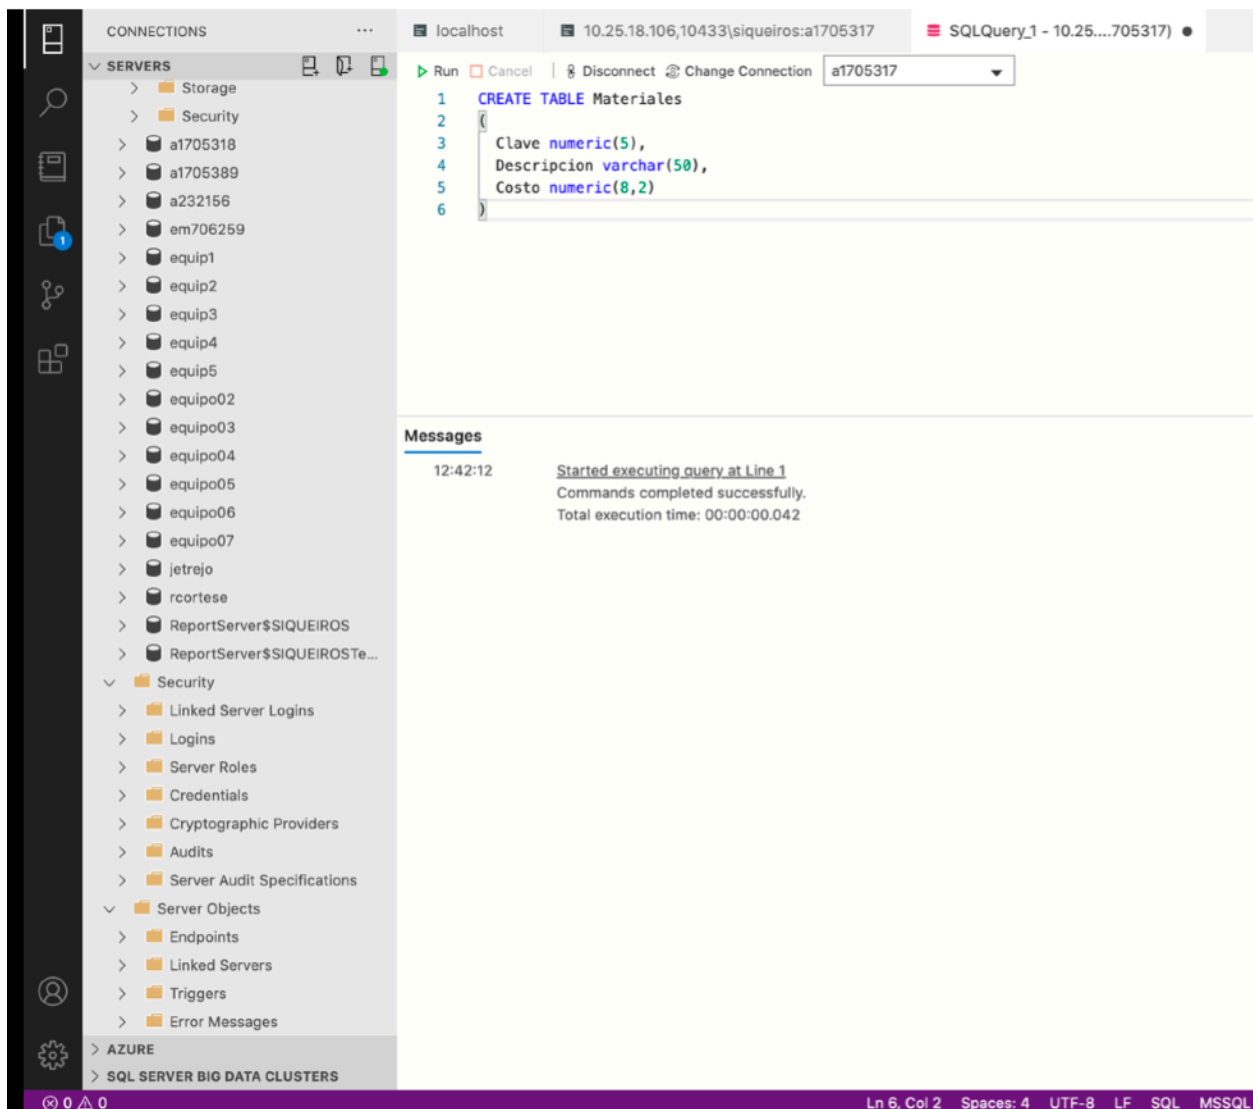 CONNECTIONS ...
SERVERS
Storage
Security
a1705318
a1705389
a232156
em706259
equip1
equip2
equip3
equip4
equip5
equipo02
equipo03
equipo04
equipo05
equipo06
equipo07
jetrejo
rcortese
ReportServer$SIQUEIROS
ReportServer$SIQUEIROSTe...
Security
Linked Server Logins
Logins
Server Roles
Credentials
Cryptographic Providers
Audits
Server Audit Specifications
Server Objects
Endpoints
Linked Servers
Triggers
Error Messages
AZURE
SQL SERVER BIG DATA CLUSTERS
1
localhost 10.25.18.106,10433\siqueiros:a1705317 SQLQuery_1 - 10.25....705317)
Run Cancel Disconnect Change Connection a1705317
1 CREATE TABLE Materiales
2 (
3 Clave numeric(5),
4 Descripcion varchar(50),
5 Costo numeric(8,2)
6 )
Messages
12:42:12 Started executing query at Line 1
Commands completed successfully.
Total execution time: 00:00:00.042
0 0 Ln 6, Col 2 Spaces: 4 UTF-8 LF SQL MSSQL